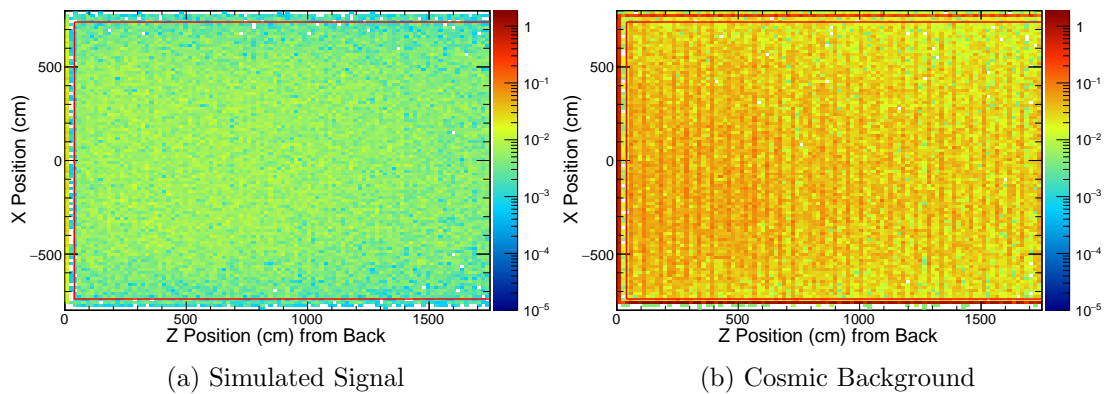 1
500
10⁻¹
X Position (cm)
0
10⁻²
10⁻³
−500
10⁻⁴
10⁻⁵
0 500 1000 1500
Z Position (cm) from Back
(a) Simulated Signal
1
500
10⁻¹
X Position (cm)
0
10⁻²
10⁻³
−500
10⁻⁴
10⁻⁵
0 500 1000 1500
Z Position (cm) from Back
(b) Cosmic Background